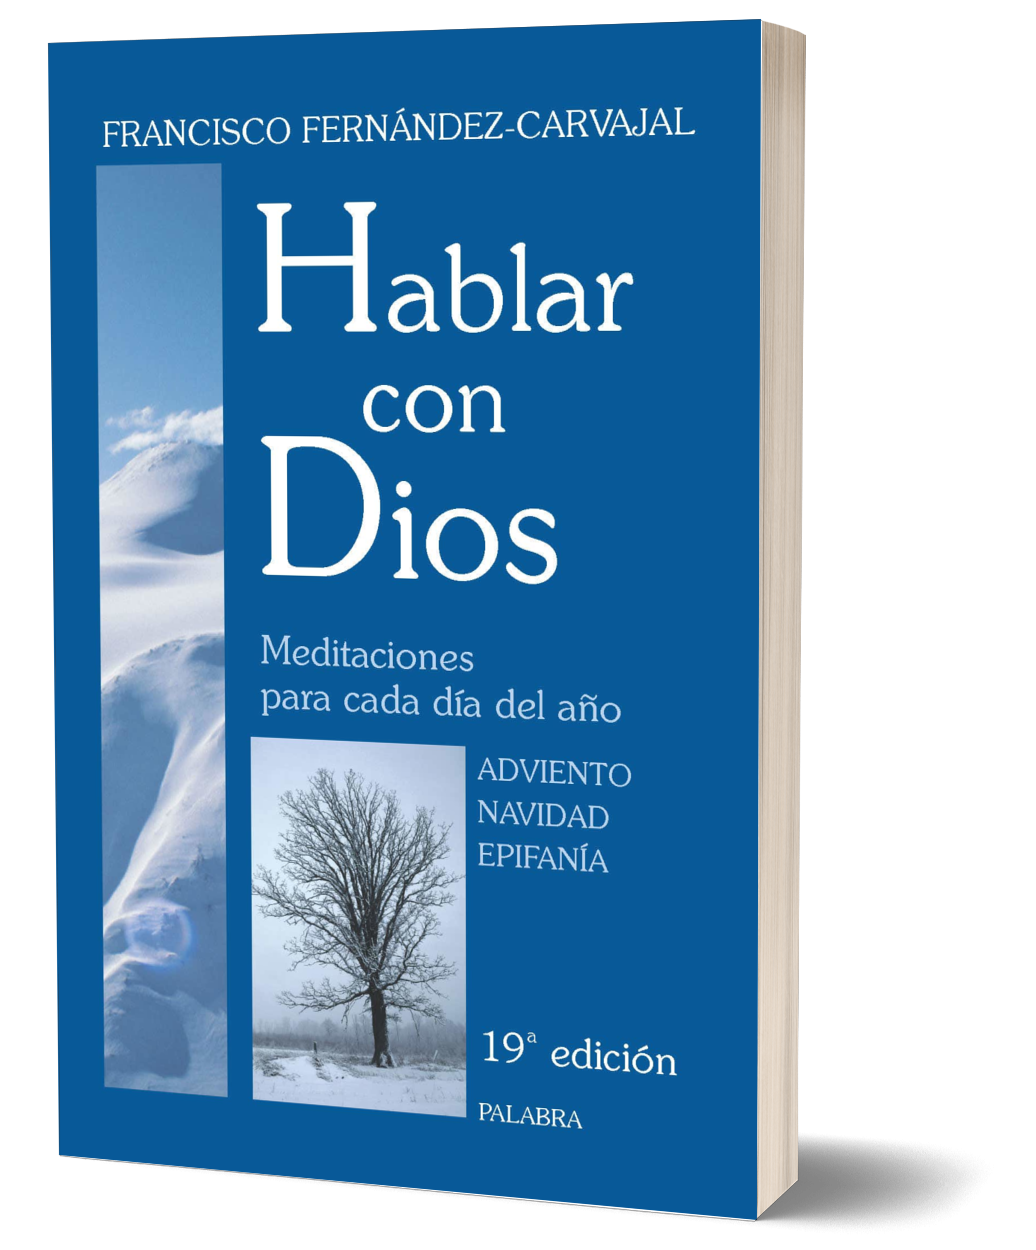 FRANCISCO FERNÁNDEZ-CARVAJAL
Hablar
con
Dios
Meditaciones
para cada día del año
ADVIENTO
NAVIDAD
EPIFANÍA
19ª edición
PALABRA